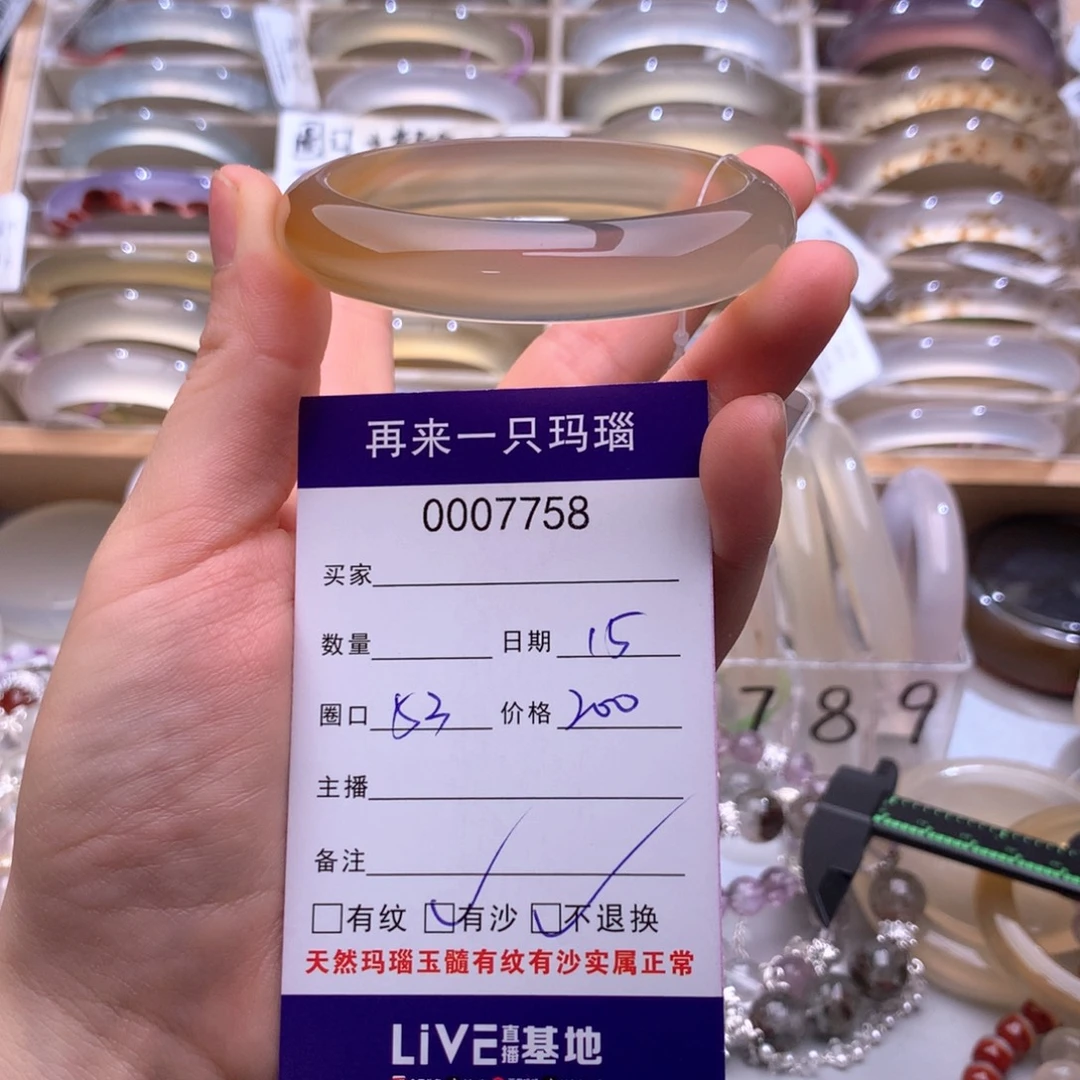 再来一只玛瑙
0007758
买家
数量 日期 15
圈口 53 价格 200
主播
备注
有纹 有沙 不退换
天然玛瑙玉髓有纹有沙实属正常
LiVE直播基地
7 8 9